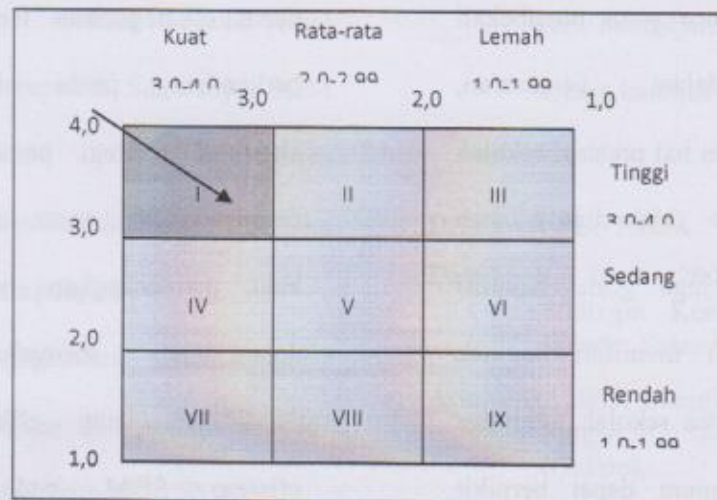 Kuat Rata-rata Lemah
3,0-4,0 2,0-2,99 1,0-1,99
4,0 3,0 2,0 1,0
I II III Tinggi
3,0 3,0-4,0
IV V VI Sedang
2,0
VII VIII IX Rendah
1,0 1,0-1,99